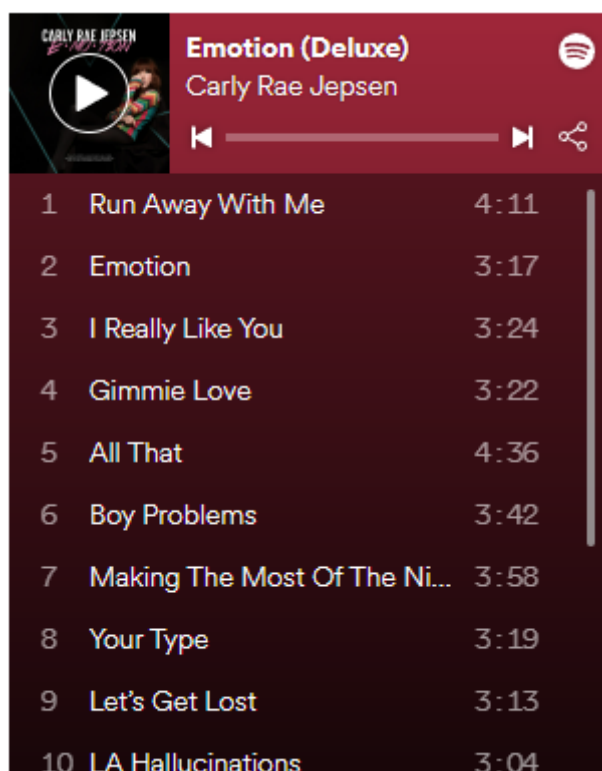 CARLY RAE JEPSEN
E·MO·TION
Emotion (Deluxe)
Carly Rae Jepsen
1 Run Away With Me 4:11
2 Emotion 3:17
3 I Really Like You 3:24
4 Gimmie Love 3:22
5 All That 4:36
6 Boy Problems 3:42
7 Making The Most Of The Ni... 3:58
8 Your Type 3:19
9 Let's Get Lost 3:13
10 LA Hallucinations 3:04